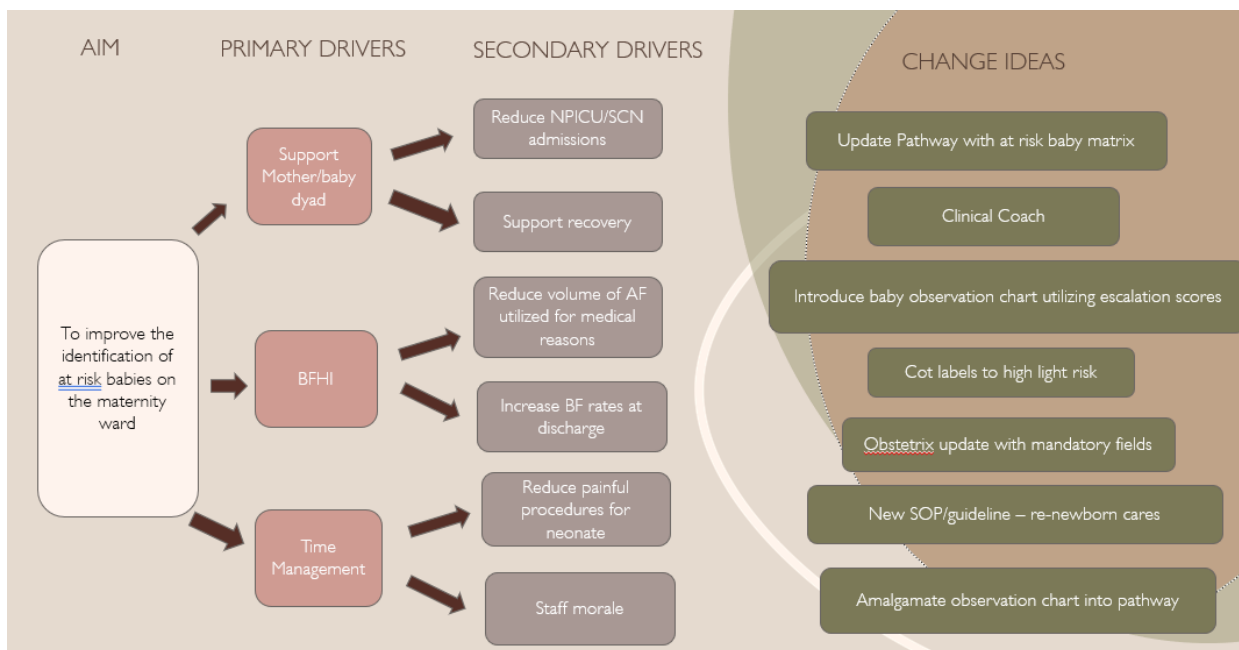 AIM
PRIMARY DRIVERS
SECONDARY DRIVERS
CHANGE IDEAS
To improve the
identification of
at risk babies on
the maternity
ward
Support
Mother/baby
dyad
BFHI
Time
Management
Reduce NPICU/SCN
admissions
Support recovery
Reduce volume of AF
utilized for medical
reasons
Increase BF rates at
discharge
Reduce painful
procedures for
neonate
Staff morale
Update Pathway with at risk baby matrix
Clinical Coach
Introduce baby observation chart utilizing escalation scores
Cot labels to high light risk
Obstetrix update with mandatory fields
New SOP/guideline – re-newborn cares
Amalgamate observation chart into pathway